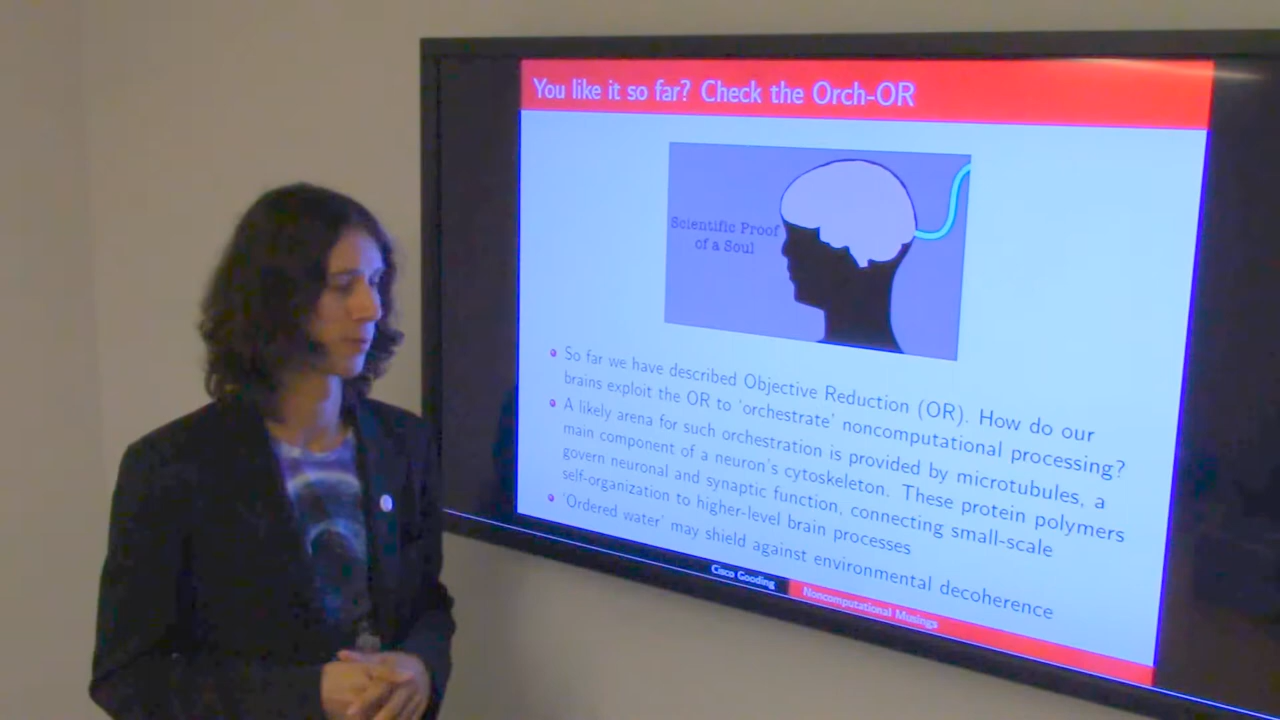 You like it so far? Check the Orch-OR
Scientific Proof
of a Soul
So far we have described Objective Reduction (OR). How do our
brains exploit the OR to 'orchestrate' noncomputational processing?
A likely arena for such orchestration is provided by microtubules, a
main component of a neuron's cytoskeleton. These protein polymers
govern neuronal and synaptic function, connecting small-scale
self-organization to higher-level brain processes
'Ordered water' may shield against environmental decoherence
Cisco Gooding
Noncomputational Musings